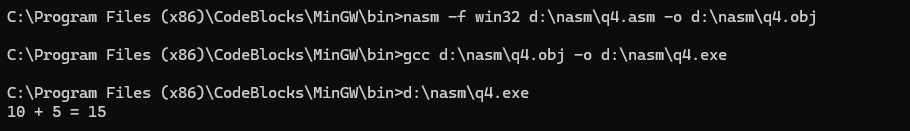 C:\Program Files (x86)\CodeBlocks\MinGW\bin>nasm -f win32 d:\nasm\q4.asm -o d:\nasm\q4.obj
C:\Program Files (x86)\CodeBlocks\MinGW\bin>gcc d:\nasm\q4.obj -o d:\nasm\q4.exe
C:\Program Files (x86)\CodeBlocks\MinGW\bin>d:\nasm\q4.exe
10 + 5 = 15